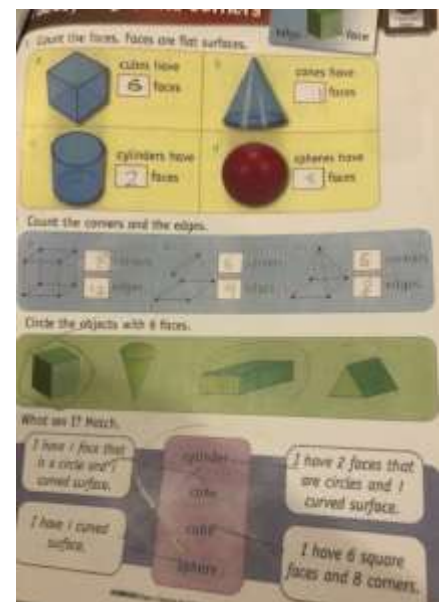 Count the faces. Faces are flat surfaces.
face
cubes have
6 faces
cones have
faces
cylinders have
2 faces
spheres have
faces
Count the corners and the edges.
corners
edges
6 corners
9 edges
corners
edges
Circle the objects with 6 faces.
What am I? Match.
I have 1 face that
is a circle and 1
curved surface.
I have 1 curved
surface.
cylinder
cube
sphere
I have 2 faces that
are circles and 1
curved surface.
I have 6 square
faces and 8 corners.